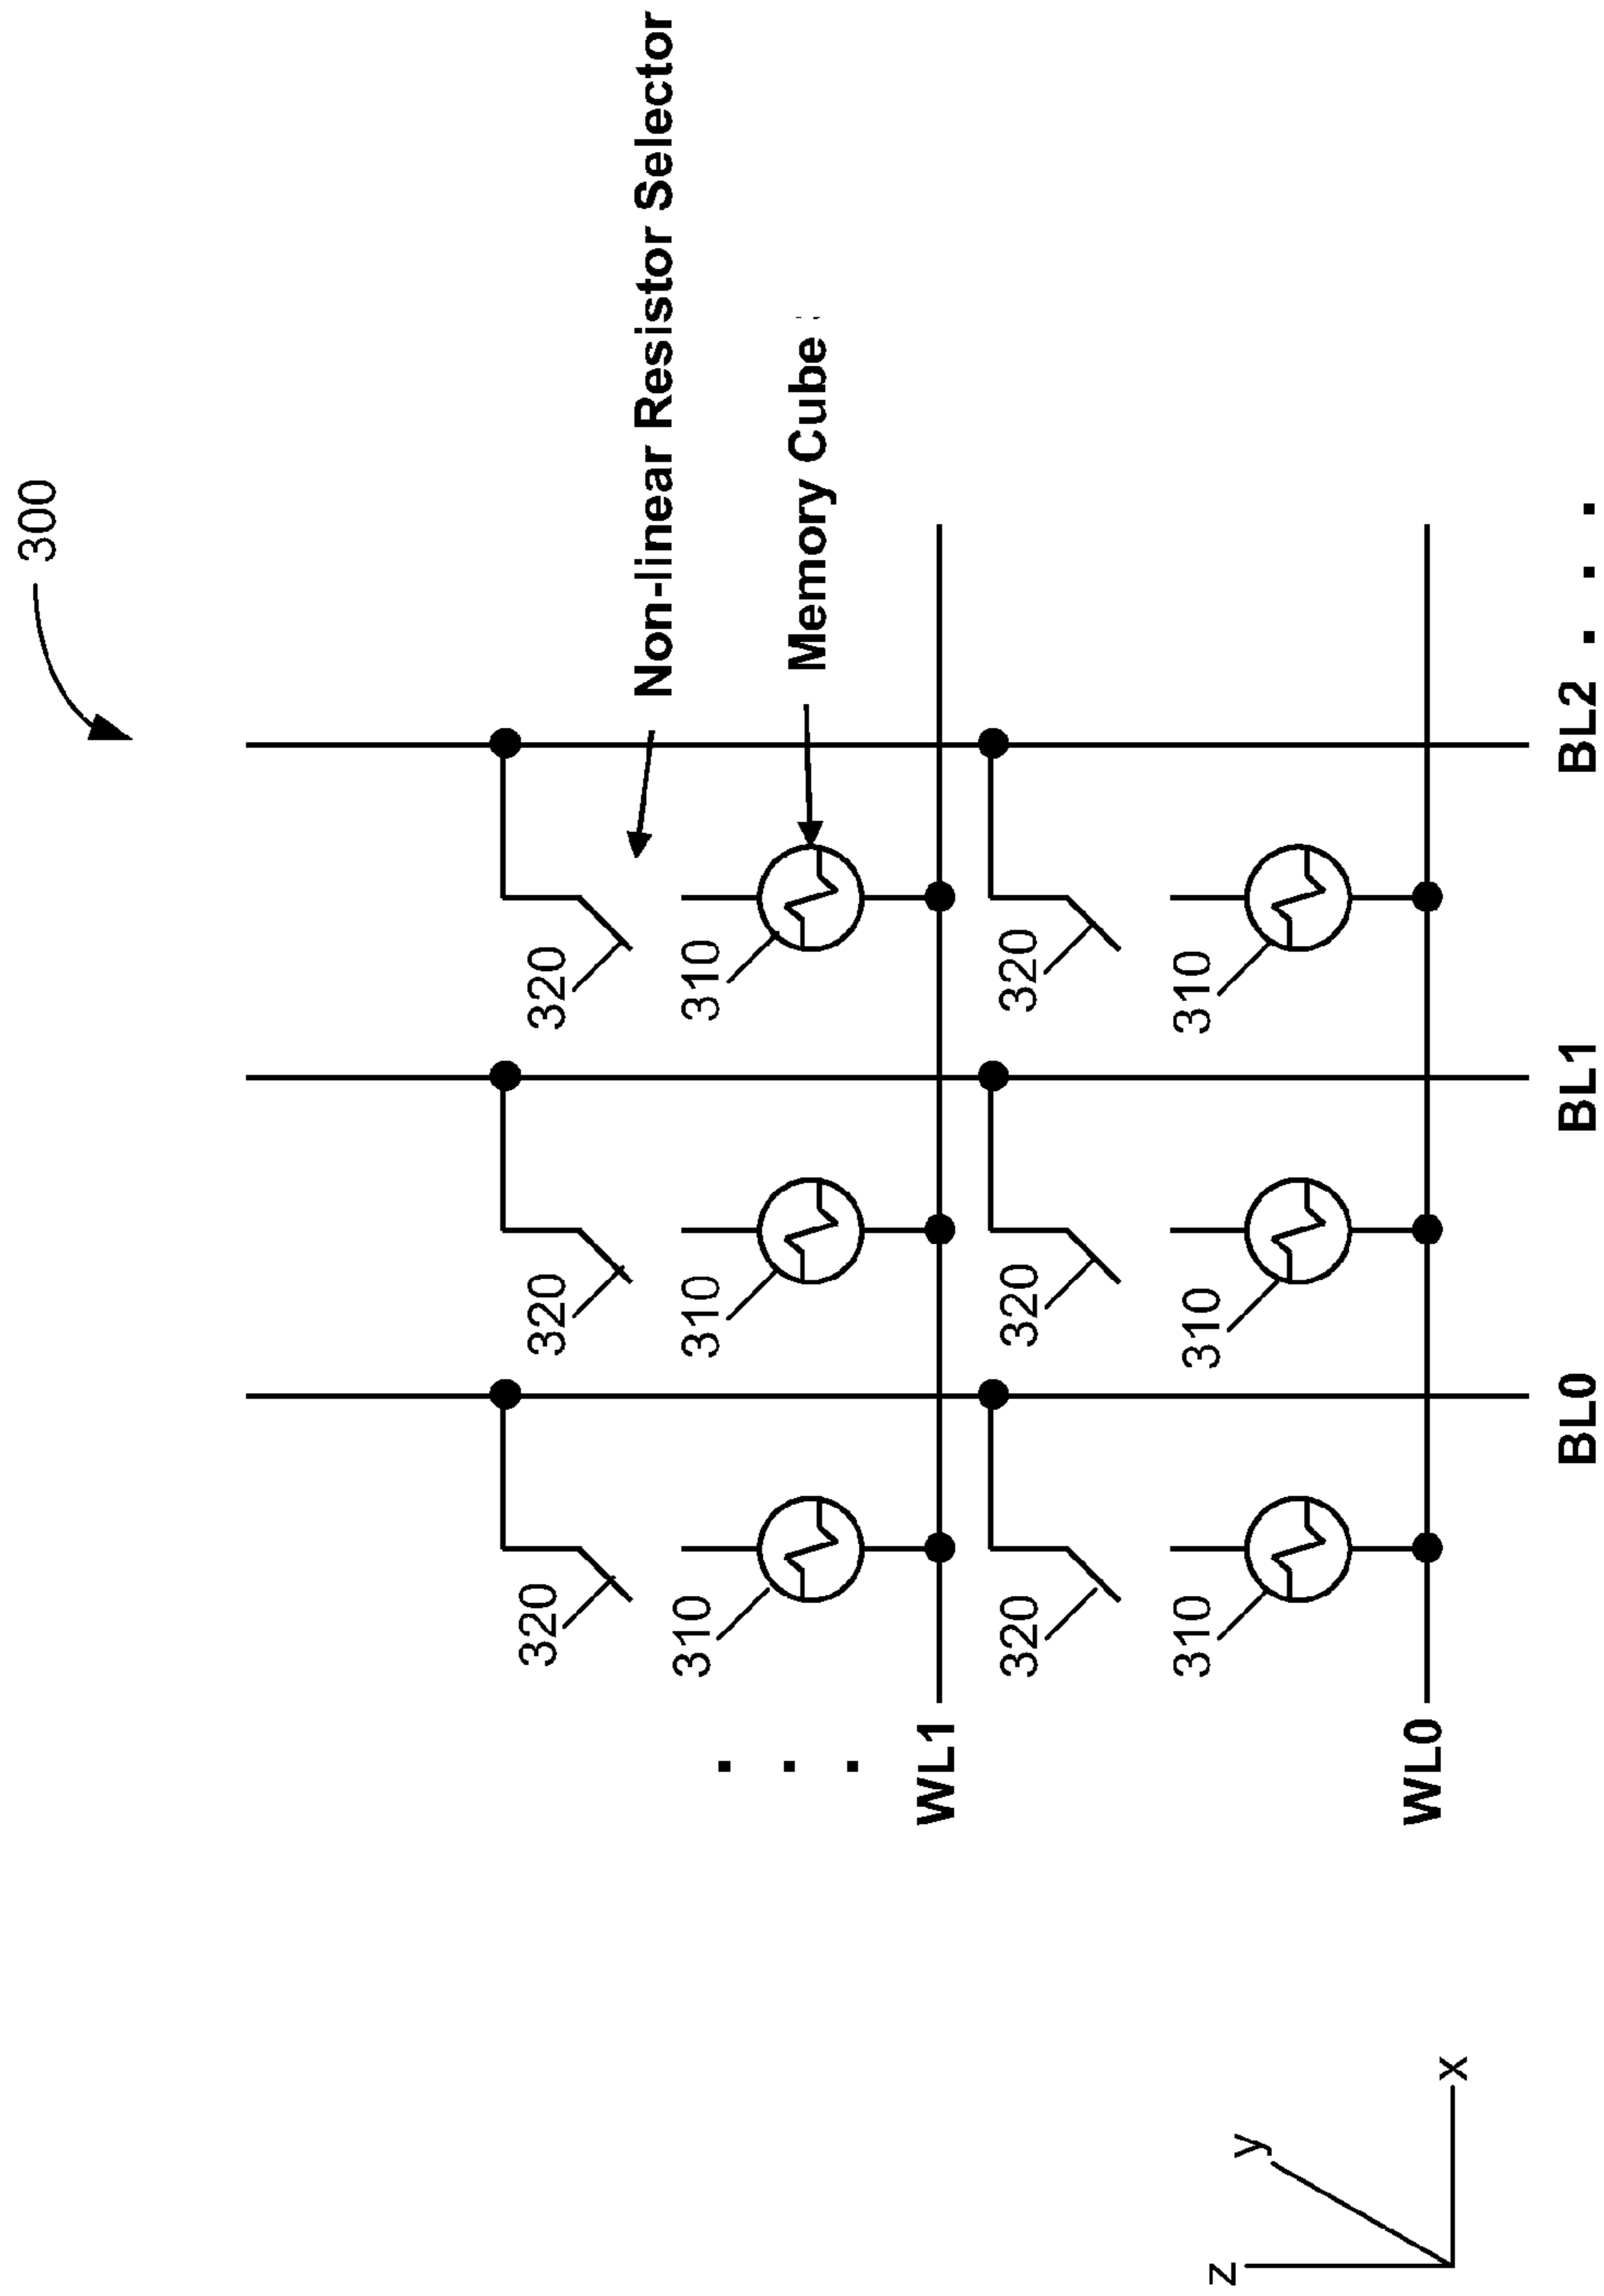 300
Non-linear Resistor Selector
320 320 320
Memory Cube
310 310 310
WL1
320 320 320
310 310 310
WL0
BL0 BL1 BL2 . . .
z
y
x